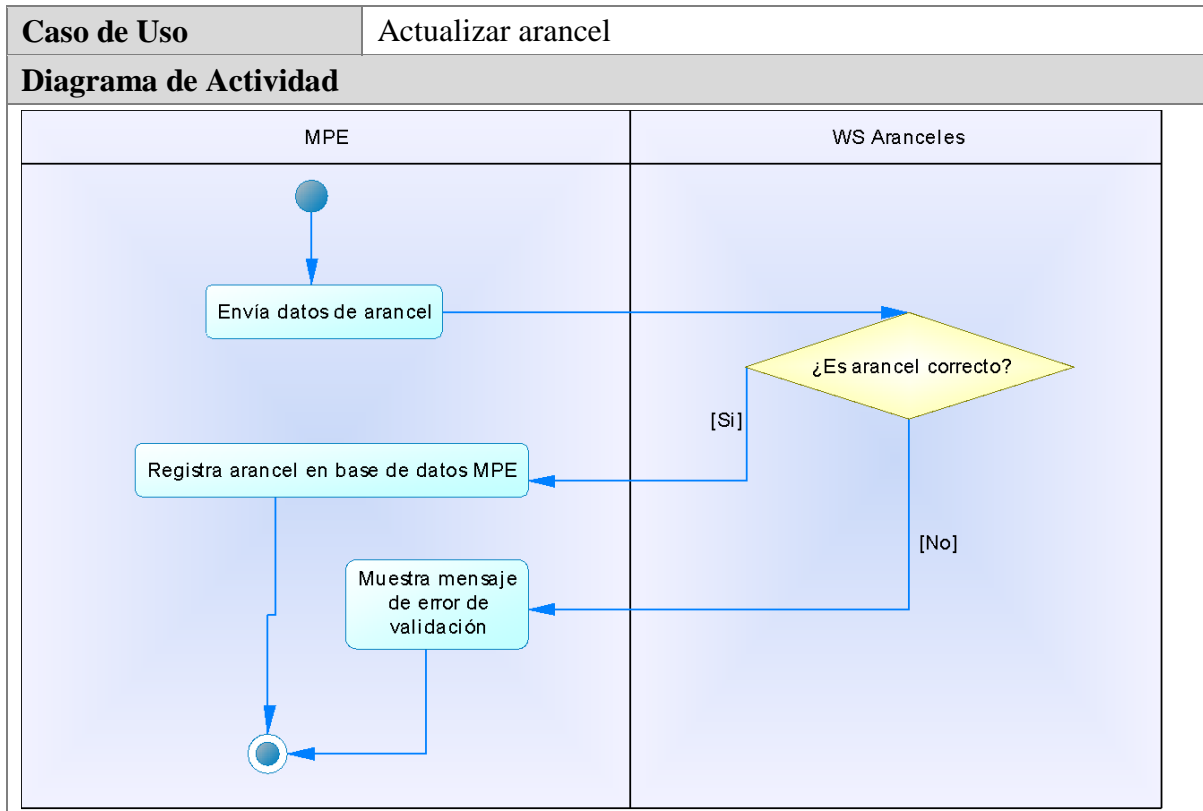 Caso de Uso
Actualizar arancel
Diagrama de Actividad
MPE
WS Aranceles
Envía datos de arancel
¿Es arancel correcto?
[Si]
Registra arancel en base de datos MPE
[No]
Muestra mensaje
de error de
validación